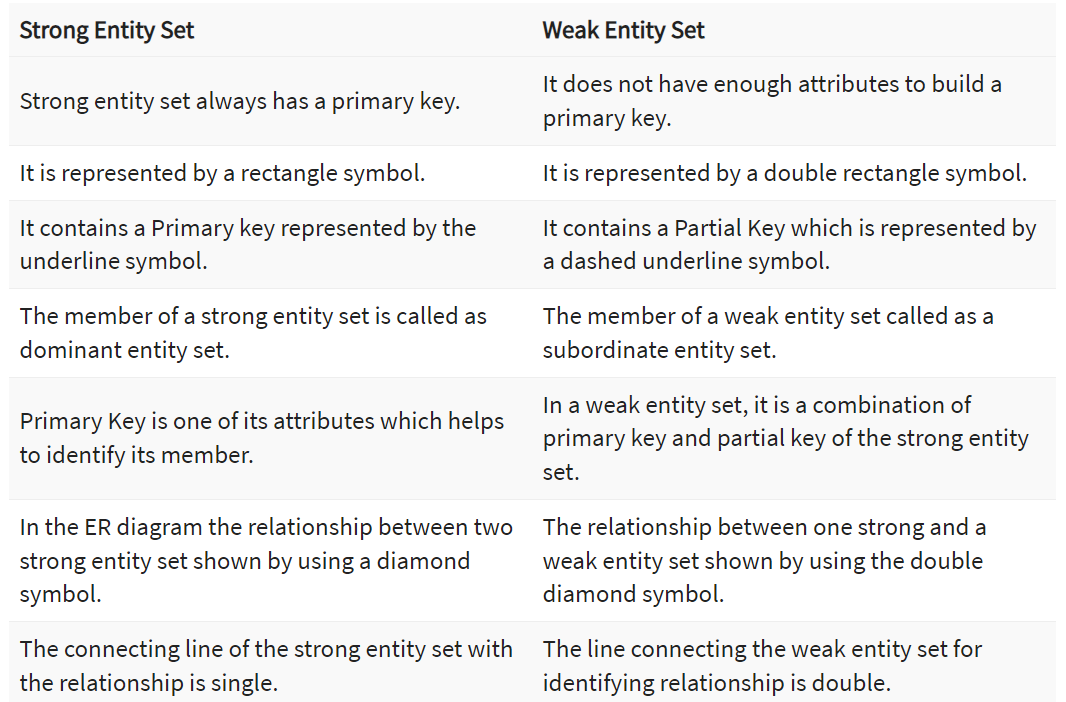 Strong Entity Set
Weak Entity Set
Strong entity set always has a primary key.
It does not have enough attributes to build a
primary key.
It is represented by a rectangle symbol.
It is represented by a double rectangle symbol.
It contains a Primary key represented by the
underline symbol.
It contains a Partial Key which is represented by
a dashed underline symbol.
The member of a strong entity set is called as
dominant entity set.
The member of a weak entity set called as a
subordinate entity set.
Primary Key is one of its attributes which helps
to identify its member.
In a weak entity set, it is a combination of
primary key and partial key of the strong entity
set.
In the ER diagram the relationship between two
strong entity set shown by using a diamond
symbol.
The relationship between one strong and a
weak entity set shown by using the double
diamond symbol.
The connecting line of the strong entity set with
the relationship is single.
The line connecting the weak entity set for
identifying relationship is double.